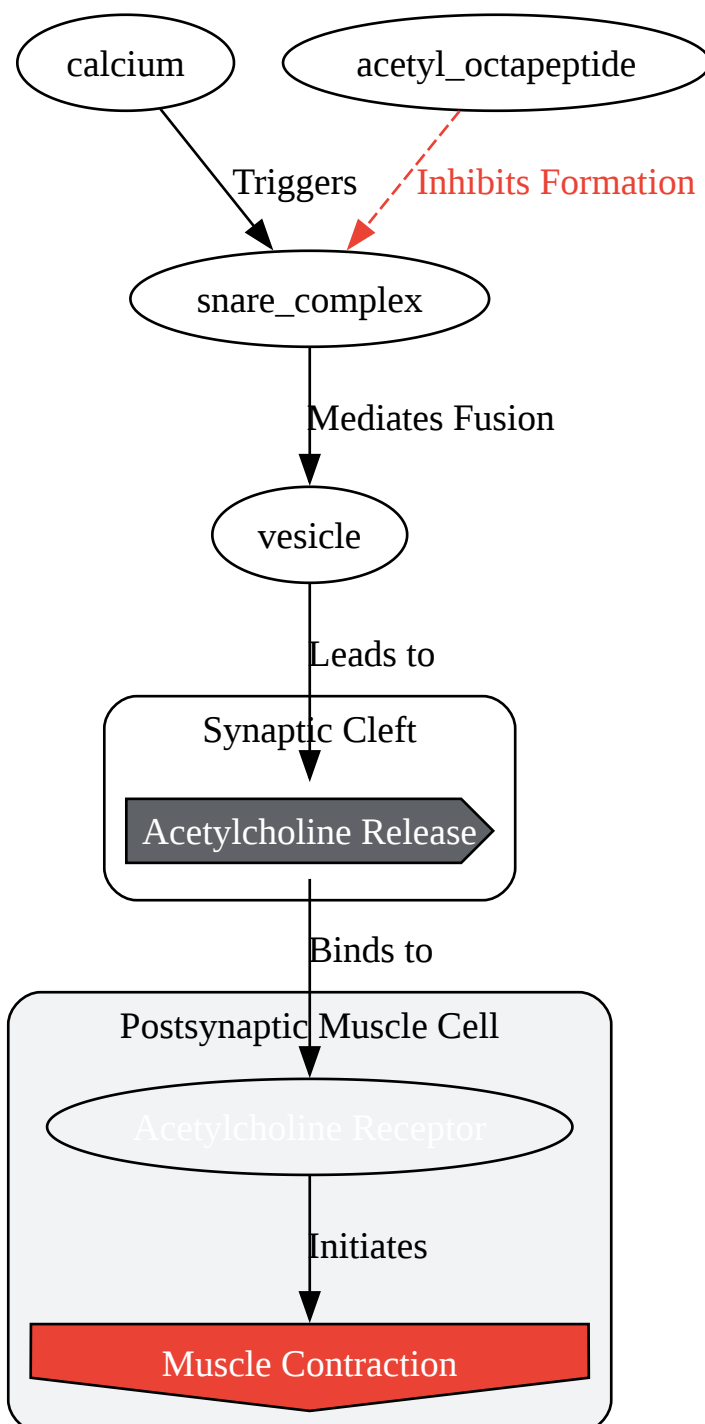 calcium
acetyl_octapeptide
Triggers
Inhibits Formation
snare_complex
Mediates Fusion
vesicle
Leads to
Synaptic Cleft
Acetylcholine Release
Binds to
Postsynaptic Muscle Cell
Acetylcholine Receptor
Initiates
Muscle Contraction